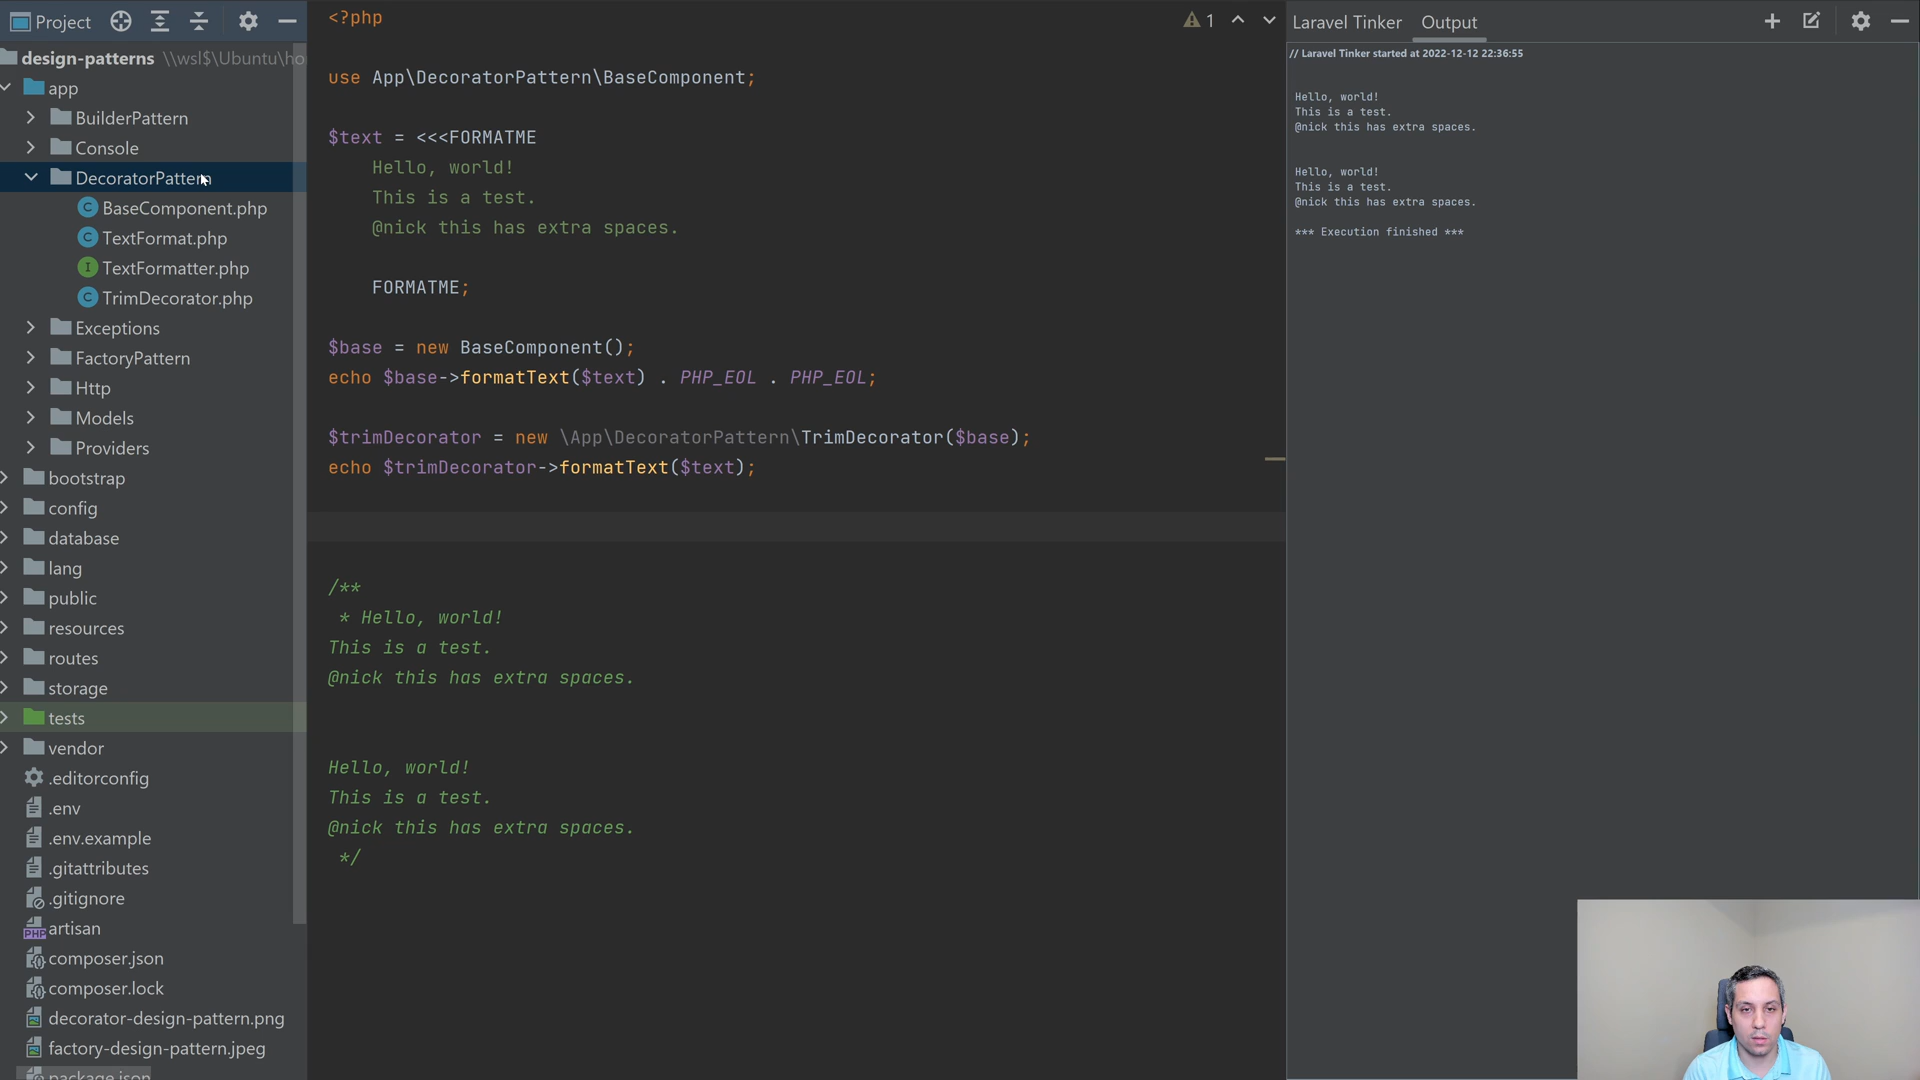 Project
design-patterns \\wsl$\Ubuntu\ho
app
BuilderPattern
Console
DecoratorPattern
BaseComponent.php
TextFormat.php
TextFormatter.php
TrimDecorator.php
Exceptions
FactoryPattern
Http
Models
Providers
bootstrap
config
database
lang
public
resources
routes
storage
tests
vendor
.editorconfig
.env
.env.example
.gitattributes
.gitignore
artisan
composer.json
composer.lock
decorator-design-pattern.png
factory-design-pattern.jpeg
package.json
<?php
1
use App\DecoratorPattern\BaseComponent;
$text = <<<FORMATME
Hello, world!
This is a test.
@nick this has extra spaces.
FORMATME;
$base = new BaseComponent();
echo $base->formatText($text) . PHP_EOL . PHP_EOL;
$trimDecorator = new \App\DecoratorPattern\TrimDecorator($base);
echo $trimDecorator->formatText($text);
/**
* Hello, world!
This is a test.
@nick this has extra spaces.
Hello, world!
This is a test.
@nick this has extra spaces.
*/
Laravel Tinker Output
// Laravel Tinker started at 2022-12-12 22:36:55
Hello, world!
This is a test.
@nick this has extra spaces.
Hello, world!
This is a test.
@nick this has extra spaces.
*** Execution finished ***